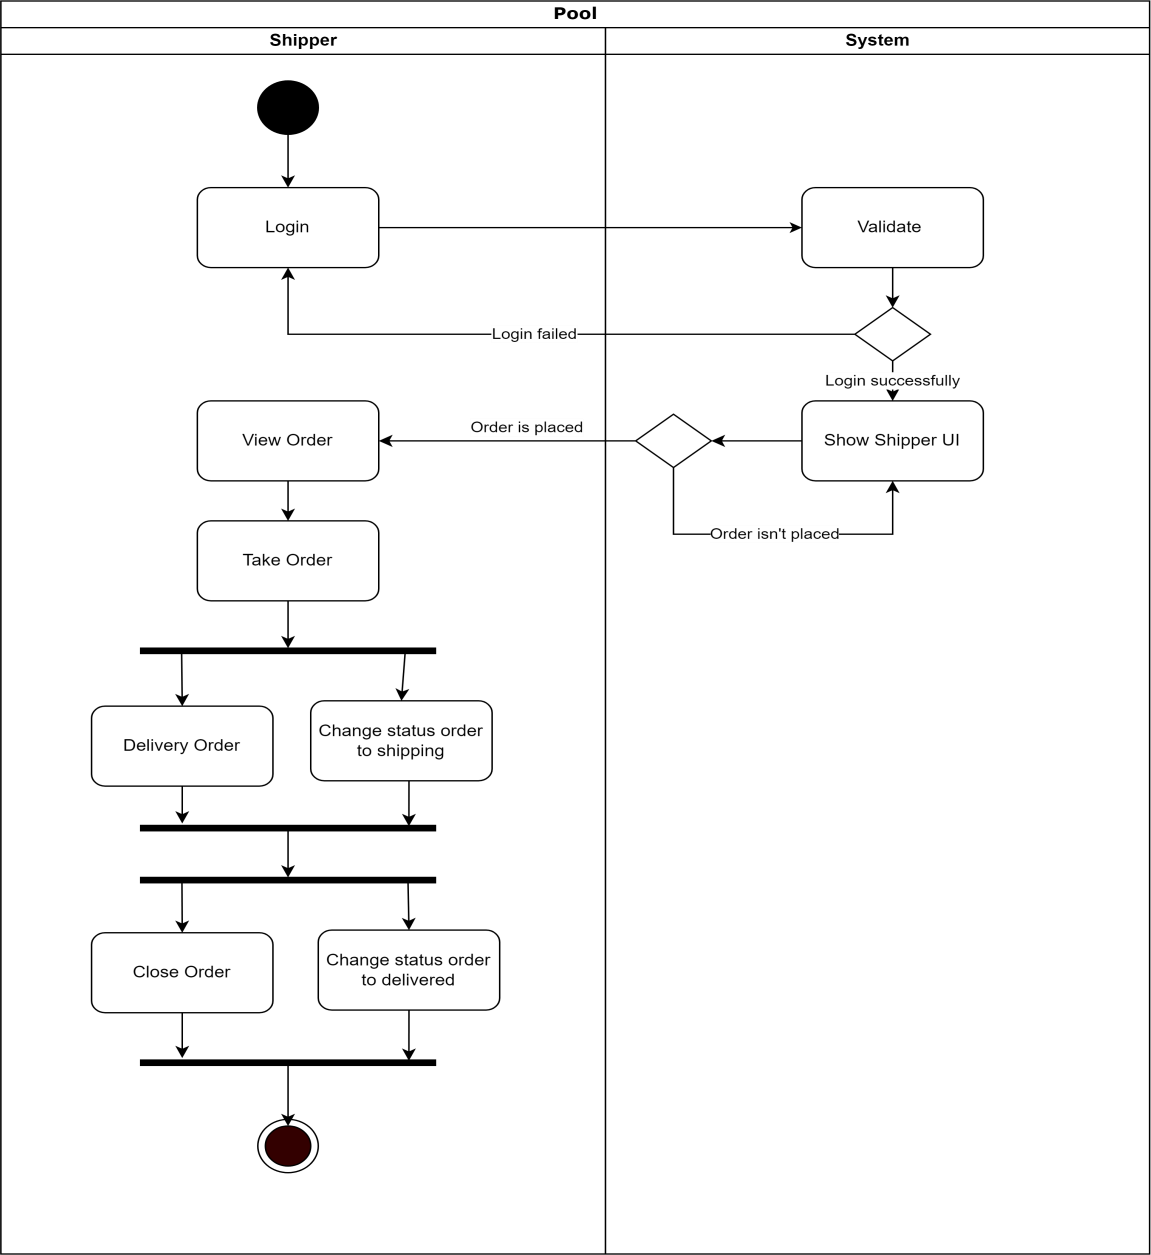 Pool
Shipper
System
Login
Validate
Login failed
Login successfully
View Order
Order is placed
Show Shipper UI
Order isn't placed
Take Order
Delivery Order
Change status order
to shipping
Close Order
Change status order
to delivered